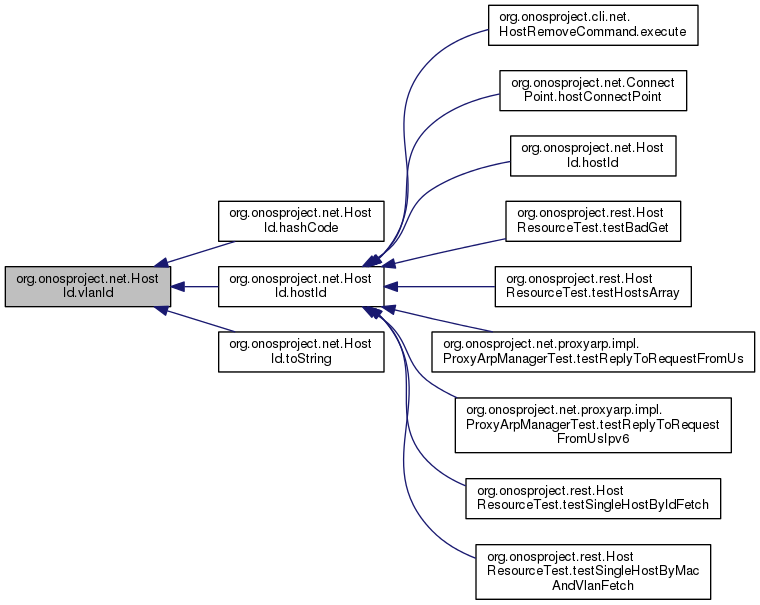 org.onosproject.cli.net.
HostRemoveCommand.execute
org.onosproject.net.Connect
Point.hostConnectPoint
org.onosproject.net.Host
Id.hostId
org.onosproject.net.Host
Id.hashCode
org.onosproject.rest.Host
ResourceTest.testBadGet
org.onosproject.net.Host
Id.vlanId
org.onosproject.net.Host
Id.hostId
org.onosproject.rest.Host
ResourceTest.testHostsArray
org.onosproject.net.Host
Id.toString
org.onosproject.net.proxyarp.impl.
ProxyArpManagerTest.testReplyToRequestFromUs
org.onosproject.net.proxyarp.impl.
ProxyArpManagerTest.testReplyToRequest
FromUsIpv6
org.onosproject.rest.Host
ResourceTest.testSingleHostByIdFetch
org.onosproject.rest.Host
ResourceTest.testSingleHostByMac
AndVlanFetch